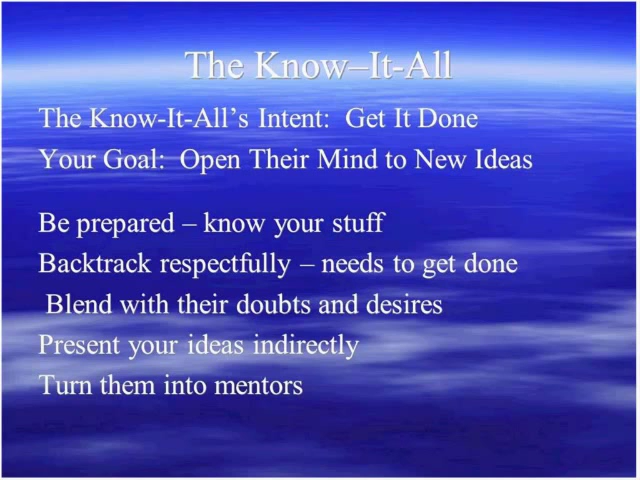 The Know–It-All
The Know-It-All’s Intent:  Get It Done
Your Goal:  Open Their Mind to New Ideas
Be prepared – know your stuff
Backtrack respectfully – needs to get done
Blend with their doubts and desires
Present your ideas indirectly
Turn them into mentors